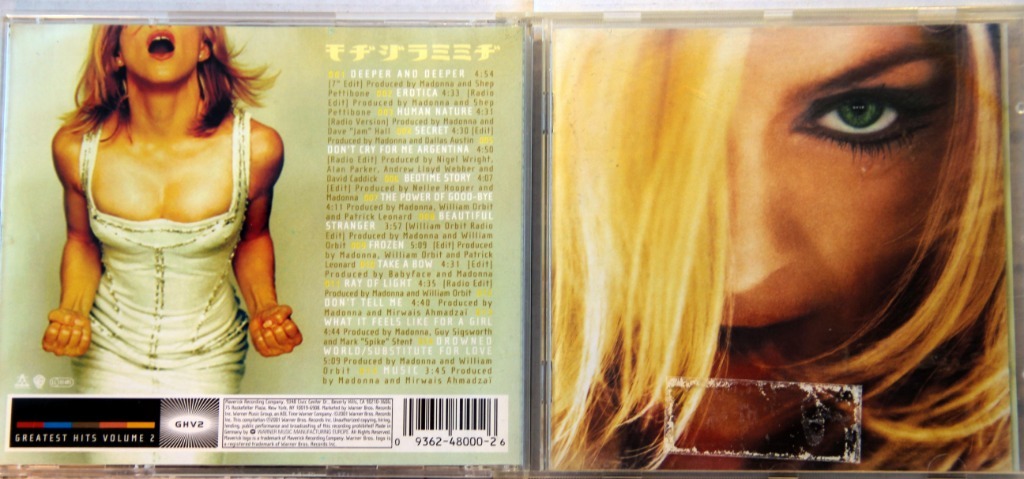 モヂジラミミヂ
DEEPER AND DEEPER 4:54
[7" Edit] Produced by Madonna and Shep
Pettibone EROTICA 4:33 [Radio
Edit] Produced by Madonna and Shep
Pettibone HUMAN NATURE 4:31
[Radio Version] Produced by Madonna and
Dave "Jam" Hall SECRET 4:30 [Edit]
Produced by Madonna and Dallas Austin
DON'T CRY FOR ME ARGENTINA 4:50
[Radio Edit] Produced by Nigel Wright,
Alan Parker, Andrew Lloyd Webber and
David Caddick BEDTIME STORY 4:07
[Edit] Produced by Nellee Hooper and
Madonna THE POWER OF GOOD-BYE
4:11 Produced by Madonna, William Orbit
and Patrick Leonard BEAUTIFUL
STRANGER 3:57 [William Orbit Radio
Edit] Produced by Madonna and William
Orbit FROZEN 5:09 [Edit] Produced
by Madonna, William Orbit and Patrick
Leonard TAKE A BOW 4:31 [Edit]
Produced by Babyface and Madonna
RAY OF LIGHT 4:35 [Radio Edit]
Produced by Madonna and William Orbit
DON'T TELL ME 4:40 Produced by
Madonna and Mirwais Ahmadzaï
WHAT IT FEELS LIKE FOR A GIRL
4:44 Produced by Madonna, Guy Sigsworth
and Mark "Spike" Stent DROWNED
WORLD/SUBSTITUTE FOR LOVE
5:09 Produced by Madonna and William
Orbit MUSIC 3:45 Produced
by Madonna and Mirwais Ahmadzaï
GREATEST HITS VOLUME 2
GHV2
0 9362-48000-2 6